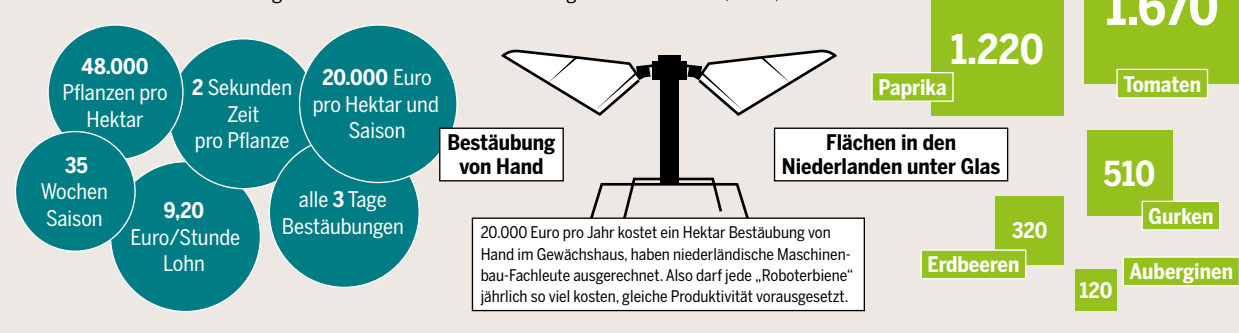 48.000
Pflanzen pro
Hektar
2 Sekunden
Zeit
pro Pflanze
20.000 Euro
pro Hektar und
Saison
35
Wochen
Saison
9,20
Euro/Stunde
Lohn
alle 3 Tage
Bestäubungen
Bestäubung
von Hand
20.000 Euro pro Jahr kostet ein Hektar Bestäubung von
Hand im Gewächshaus, haben niederländische Maschinen-
bau-Fachleute ausgerechnet. Also darf jede „Roboterbiene“
jährlich so viel kosten, gleiche Produktivität vorausgesetzt.
Flächen in den
Niederlanden unter Glas
1.220
Paprika
1.670
Tomaten
510
Gurken
320
Erdbeeren
120
Auberginen